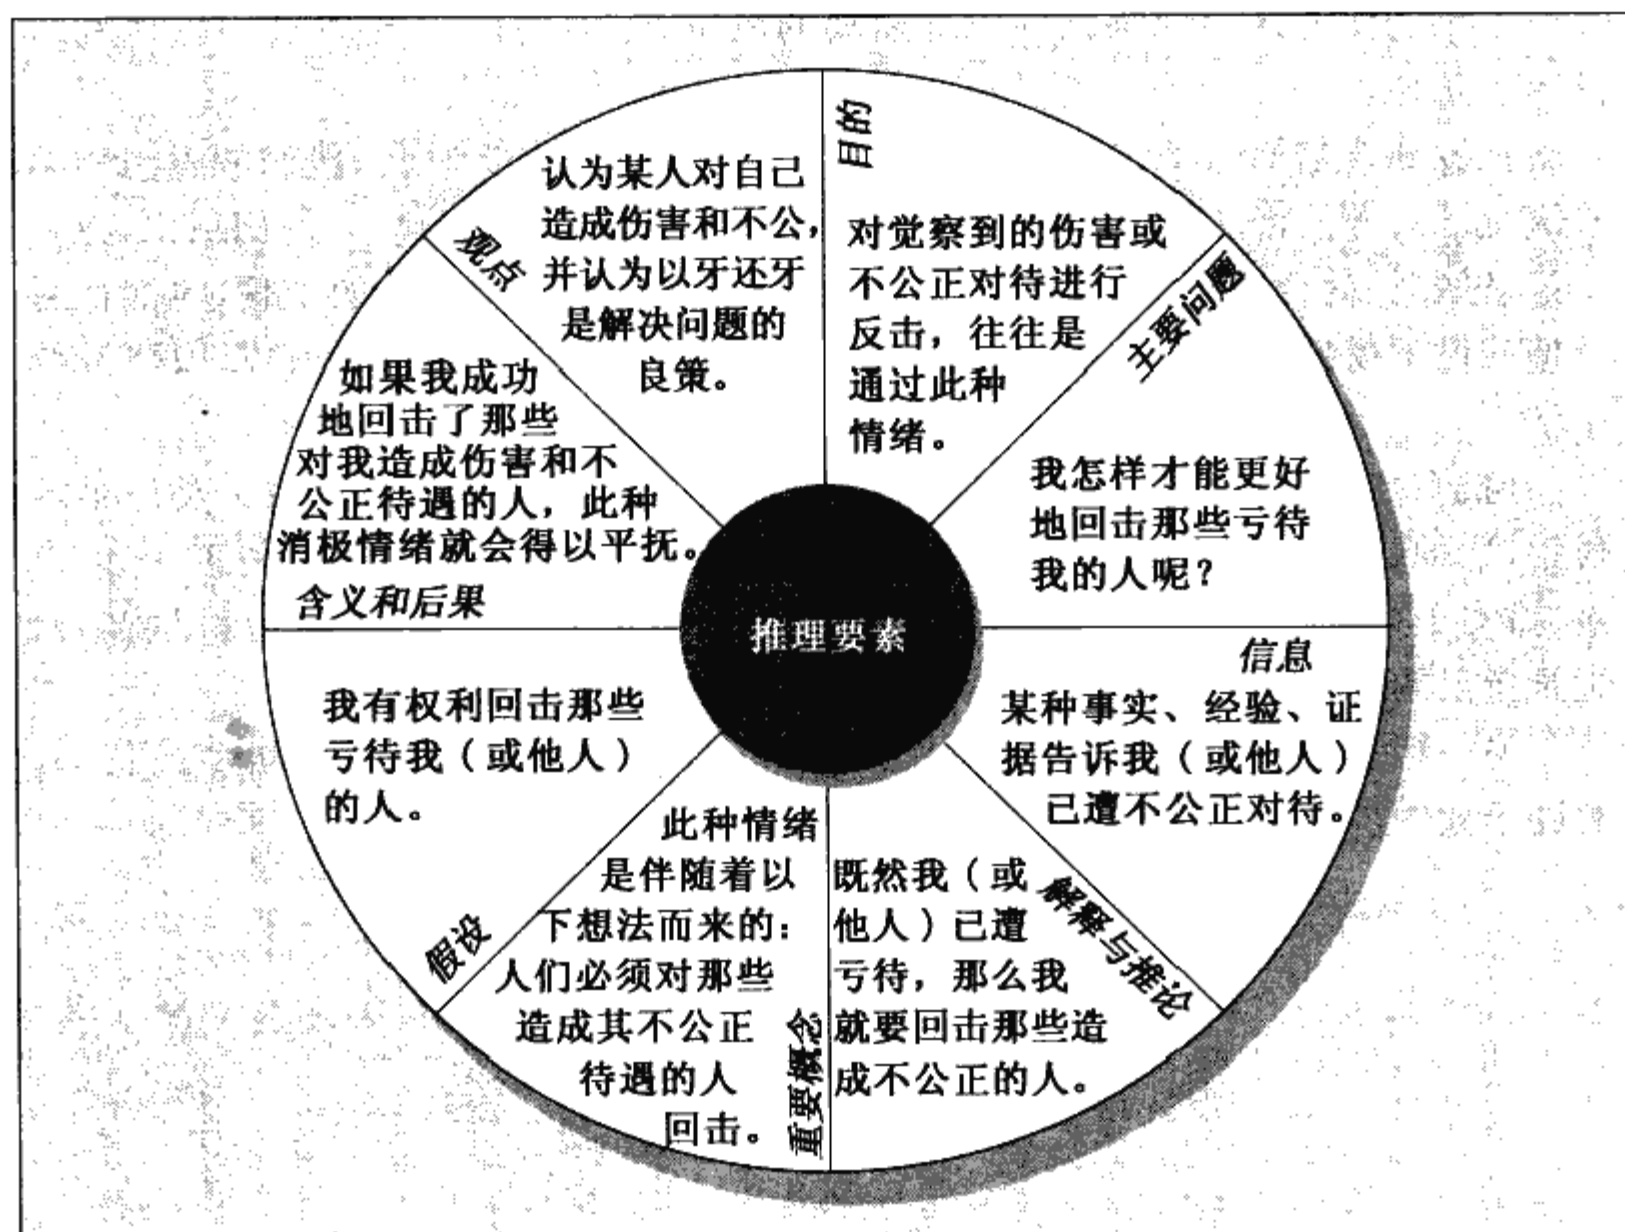 目的
对觉察到的伤害或
不公正对待进行
反击，往往是
通过此种
情绪。
主要问题
我怎样才能更好
地回击那些亏待
我的人呢？
信息
某种事实、经验、证
据告诉我（或他人）
已遭不公正对待。
解释与推论
既然我（或
他人）已遭
亏待，那么我
就要回击那些造
成不公正的人。
重要概念
此种情绪
是伴随着以
下想法而来的：
人们必须对那些
造成其不公正
待遇的人
回击。
假设
我有权利回击那些
亏待我（或他人）
的人。
含义和后果
如果我成功
地回击了那些
对我造成伤害和不
公正待遇的人，此种
消极情绪就会得以平抚。
观点
认为某人对自己
造成伤害和不公，
并认为以牙还牙
是解决问题的
良策。
推理要素